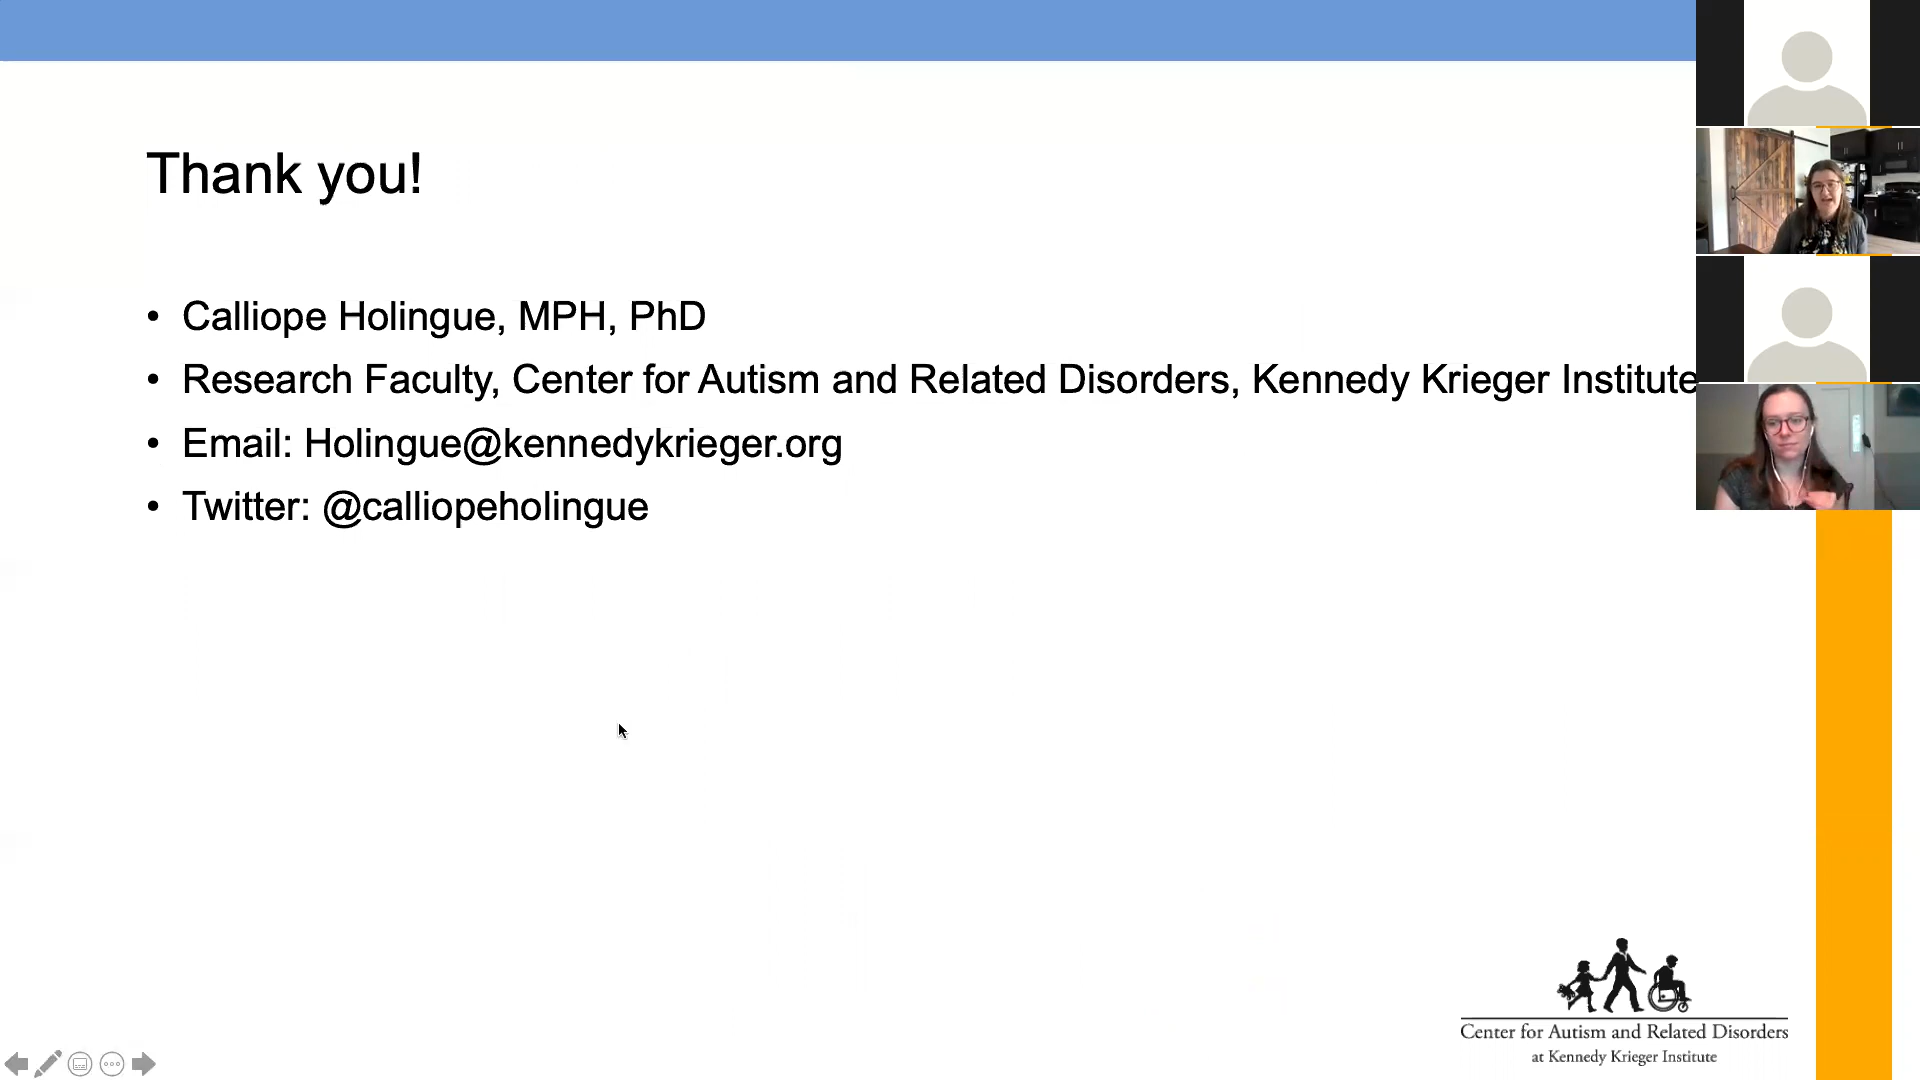 Thank you!
• Calliope Holingue, MPH, PhD
• Research Faculty, Center for Autism and Related Disorders, Kennedy Krieger Institute
• Email: Holingue@kennedykrieger.org
• Twitter: @calliopeholingue
Center for Autism and Related Disorders
at Kennedy Krieger Institute